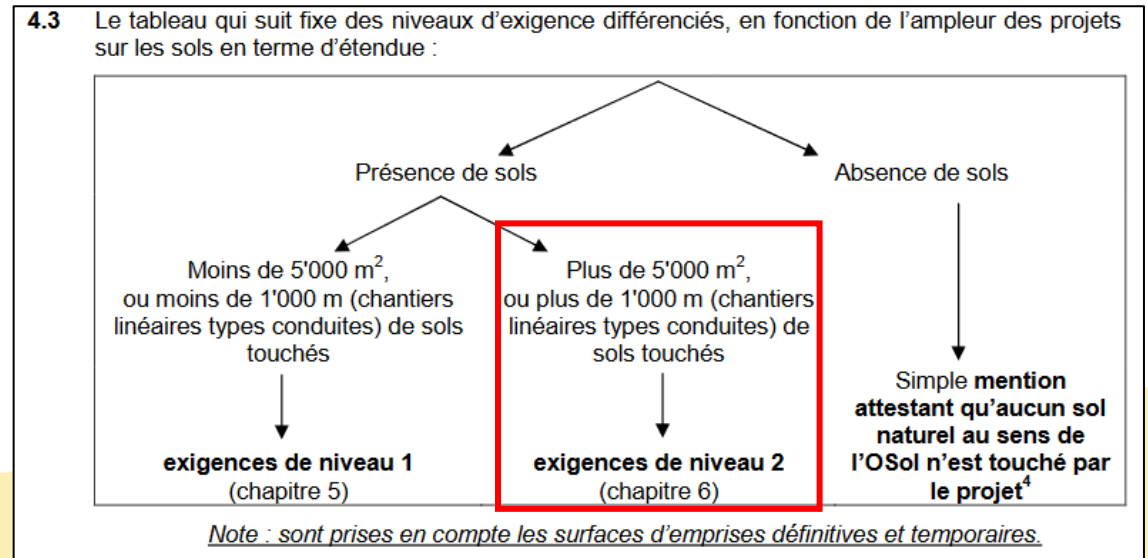 4.3 Le tableau qui suit fixe des niveaux d'exigence différenciés, en fonction de l'ampleur des projets
sur les sols en terme d'étendue :
Présence de sols
Absence de sols
Moins de 5'000 m²,
ou moins de 1'000 m (chantiers
linéaires types conduites) de sols
touchés
exigences de niveau 1
(chapitre 5)
Plus de 5'000 m²,
ou plus de 1'000 m (chantiers
linéaires types conduites) de
sols touchés
exigences de niveau 2
(chapitre 6)
Simple mention
attestant qu'aucun sol
naturel au sens de
l'OSol n'est touché par
le projet⁴
Note : sont prises en compte les surfaces d'emprises définitives et temporaires.